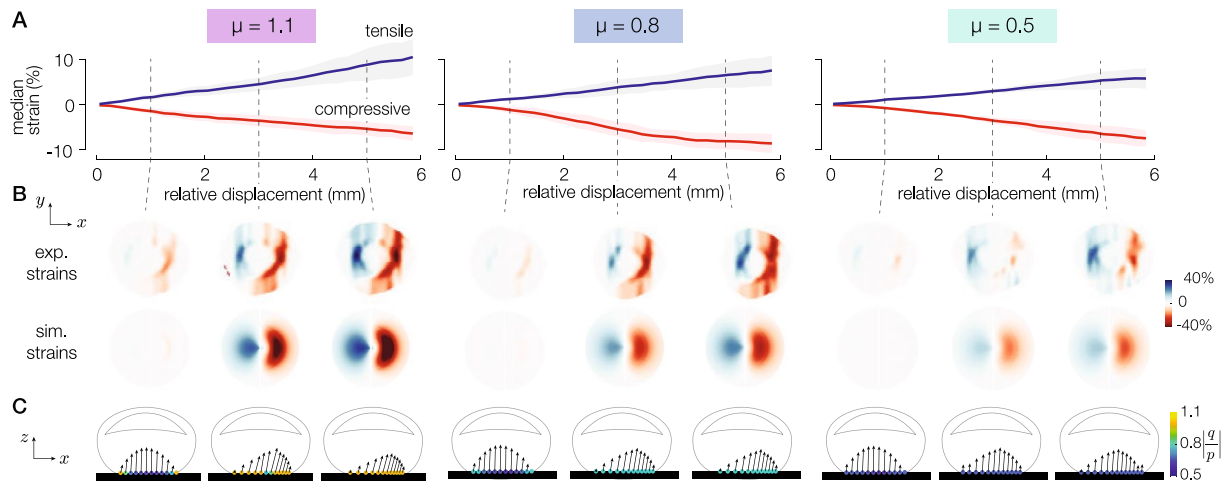 A
μ = 1.1
μ = 0.8
μ = 0.5
tensile
compressive
median
strain (%)
10
0
-10
0 2 4 6
relative displacement (mm)
0 2 4 6
relative displacement (mm)
0 2 4 6
relative displacement (mm)
B
y
x
exp.
strains
sim.
strains
40%
0
-40%
C
z
x
1.1
0.8
0.5
|q/p|